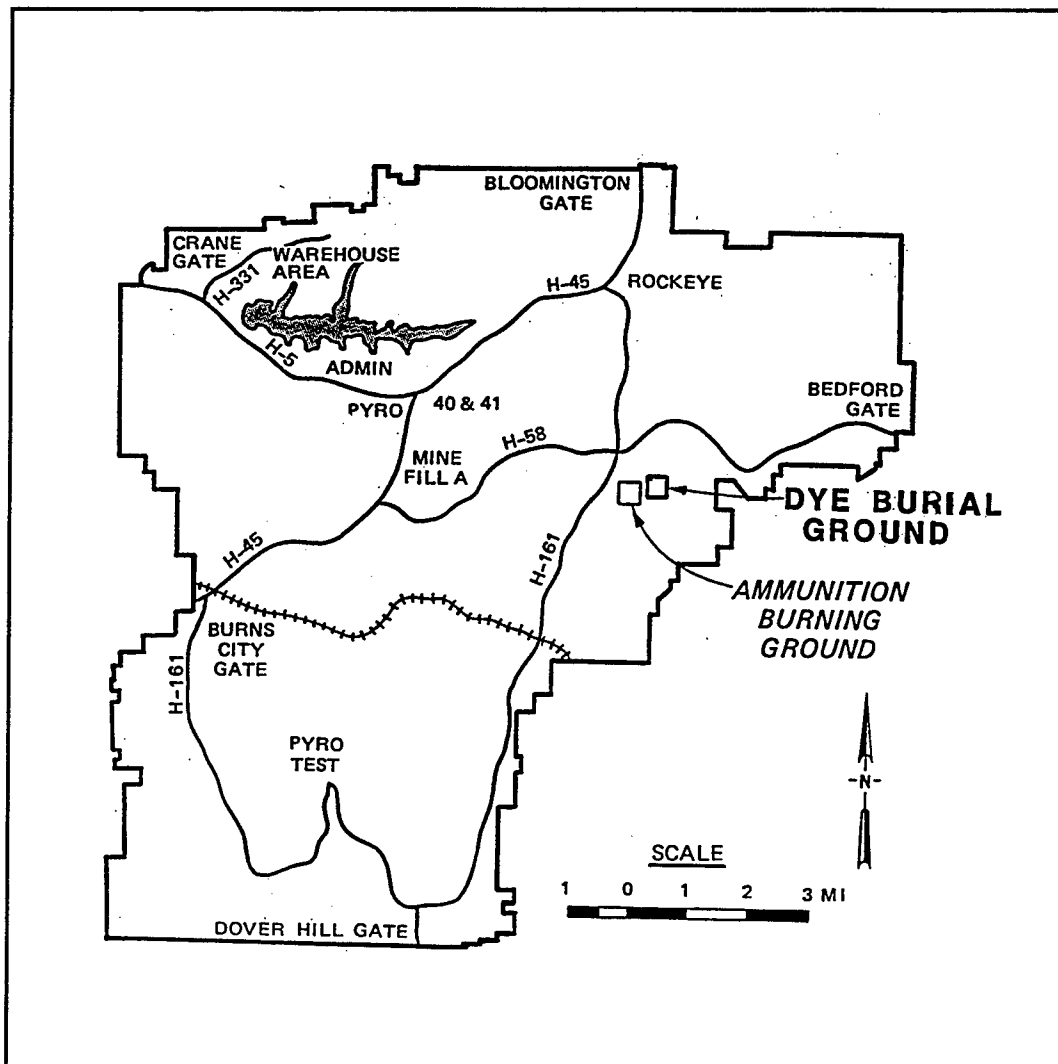 BLOOMINGTON
GATE
CRANE
GATE
WAREHOUSE
AREA
H-331
H-45
ROCKEYE
H-5
ADMIN
BEDFORD
GATE
PYRO
40 & 41
H-58
MINE
FILL A
DYE BURIAL
GROUND
H-45
H-161
AMMUNITION
BURNING
GROUND
BURNS
CITY
GATE
H-161
PYRO
TEST
-N-
SCALE
1 0 1 2 3 MI
DOVER HILL GATE